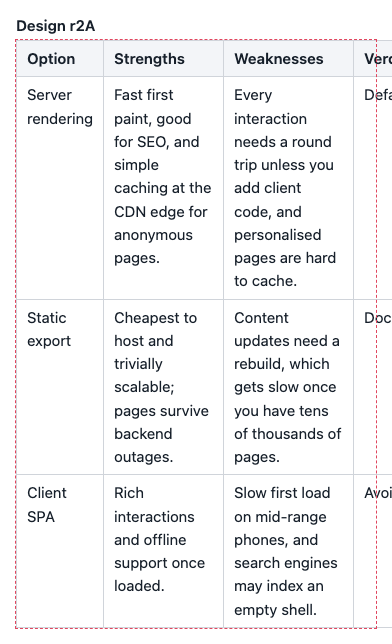 Design r2A
Option Strengths Weaknesses
Server rendering
Fast first paint, good for SEO, and simple caching at the CDN edge for anonymous pages.
Every interaction needs a round trip unless you add client code, and personalised pages are hard to cache.
Static export
Cheapest to host and trivially scalable; pages survive backend outages.
Content updates need a rebuild, which gets slow once you have tens of thousands of pages.
Client SPA
Rich interactions and offline support once loaded.
Slow first load on mid-range phones, and search engines may index an empty shell.